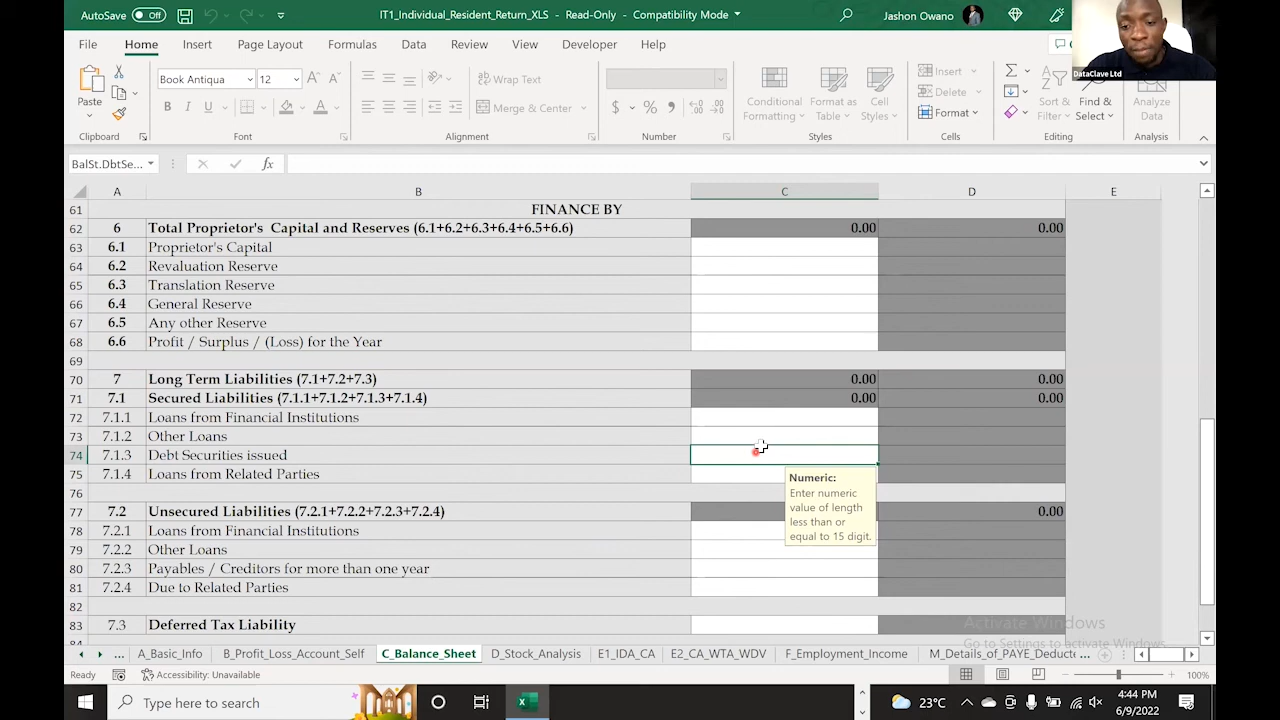 AutoSave Off IT1_Individual_Resident_Return_XLS - Read-Only - Compatibility Mode Jashon Owano
DataClave Ltd
File Home Insert Page Layout Formulas Data Review View Developer Help
Paste
Book Antiqua 12
Wrap Text
Merge & Center
$ % ,
Conditional Formatting
Format as Table
Cell Styles
Insert
Delete
Format
Sort & Filter
Find & Select
Analyze Data
Clipboard Font Alignment Number Styles Cells Editing Analysis
BalSt.DbtSe... fx
A B C D E
61 FINANCE BY
62 6 Total Proprietor's Capital and Reserves (6.1+6.2+6.3+6.4+6.5+6.6) 0.00 0.00
63 6.1 Proprietor's Capital
64 6.2 Revaluation Reserve
65 6.3 Translation Reserve
66 6.4 General Reserve
67 6.5 Any other Reserve
68 6.6 Profit / Surplus / (Loss) for the Year
69
70 7 Long Term Liabilities (7.1+7.2+7.3) 0.00 0.00
71 7.1 Secured Liabilities (7.1.1+7.1.2+7.1.3+7.1.4) 0.00 0.00
72 7.1.1 Loans from Financial Institutions
73 7.1.2 Other Loans
74 7.1.3 Debt Securities issued
75 7.1.4 Loans from Related Parties
76
77 7.2 Unsecured Liabilities (7.2.1+7.2.2+7.2.3+7.2.4) 0.00
78 7.2.1 Loans from Financial Institutions
79 7.2.2 Other Loans
80 7.2.3 Payables / Creditors for more than one year
81 7.2.4 Due to Related Parties
82
83 7.3 Deferred Tax Liability
84
Numeric:
Enter numeric
value of length
less than or
equal to 15 digit.
Activate Windows
Go to Settings to activate Windows.
... A_Basic_Info B_Profit_Loss_Account_Self C_Balance_Sheet D_Stock_Analysis E1_IDA_CA E2_CA_WTA_WDV F_Employment_Income M_Details_of_PAYE_Deducte ...
Ready Accessibility: Unavailable 100%
Type here to search 23°C 4:44 PM
6/9/2022